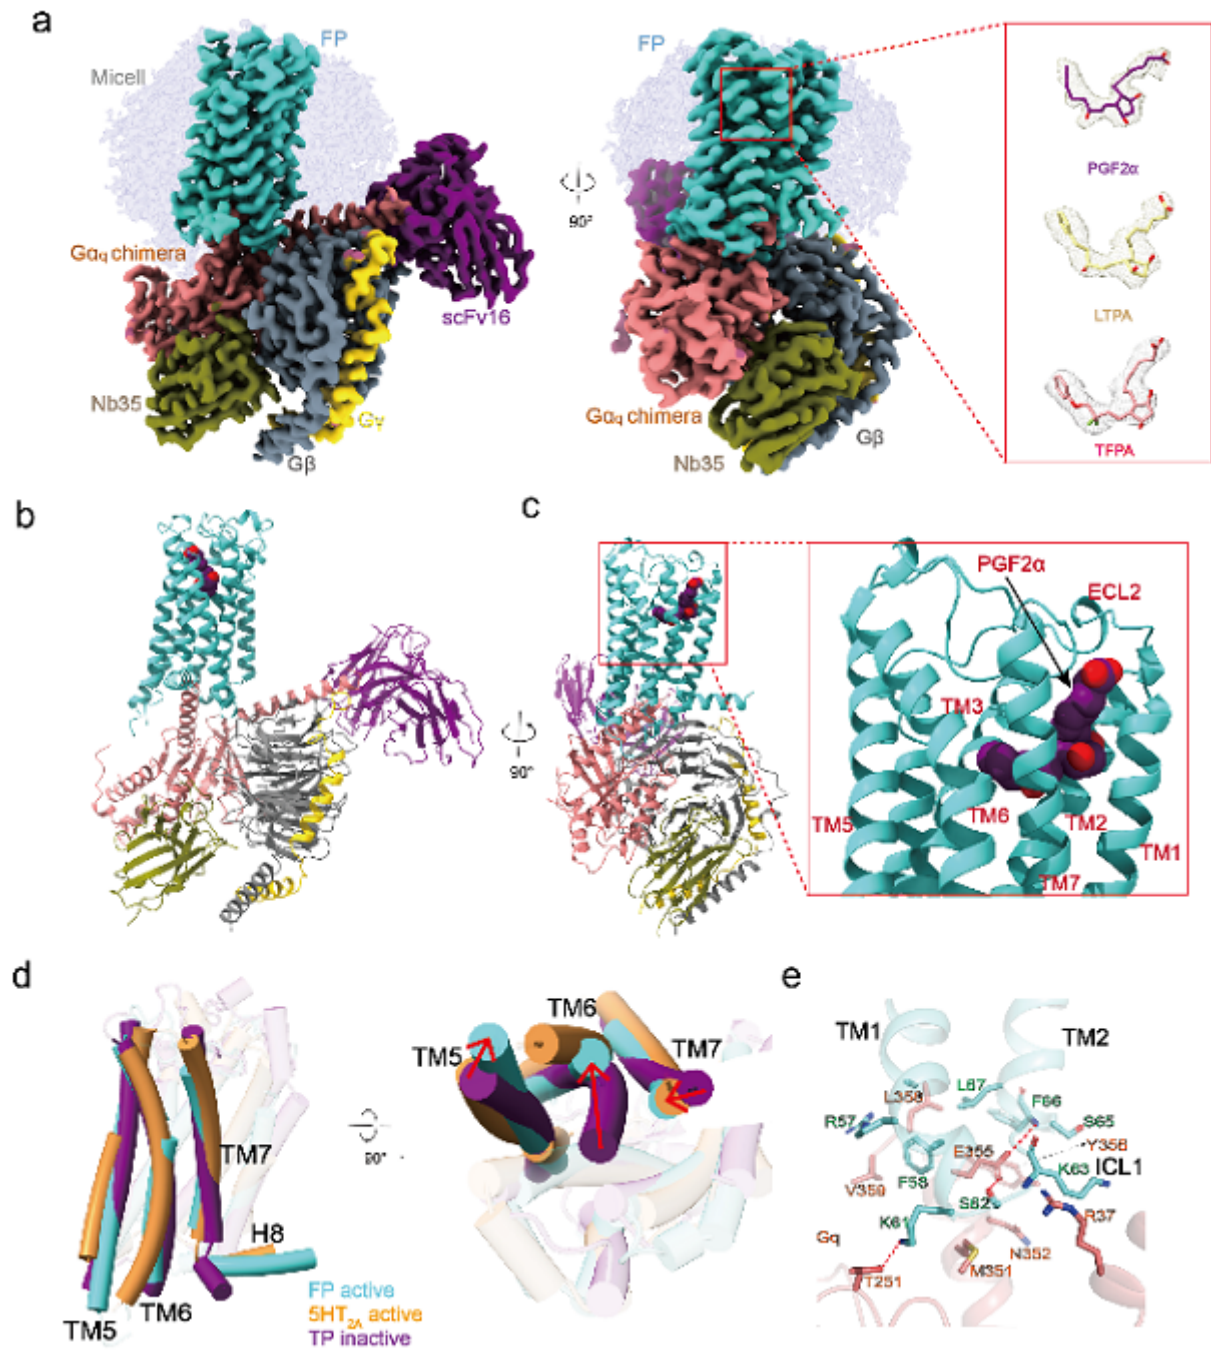 a
FP
Micell
Gαq chimera
scFv16
Nb35
Gγ
Gβ
90°
FP
Gαq chimera
Nb35
Gβ
PGF2α
LTPA
TFPA
b
90°
c
PGF2α
ECL2
TM3
TM5
TM6
TM2
TM1
TM7
d
TM7
H8
TM5
TM6
FP active
5HT2A active
TP inactive
90°
TM6
TM5
TM7
e
TM1
TM2
L358
L67
F66
R57
S65
E355
Y356
F58
K63
ICL1
V359
S62
K61
R37
Gq
N352
M351
T251